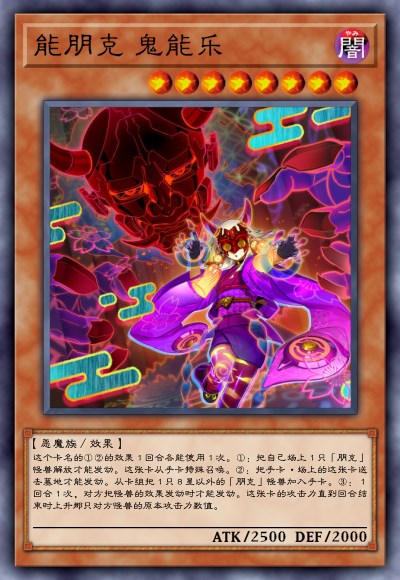 能朋克 鬼能乐
やみ
闇
【恶魔族／效果】
这个卡名的①②的效果1回合各能使用1次。①：把自己场上1只「朋克」
怪兽解放才能发动。这张卡从手卡特殊召唤。②：把手卡·场上的这张卡送
去墓地才能发动。从卡组把1只8星以外的「朋克」怪兽加入手卡。③：1
回合1次，对方把怪兽的效果发动时才能发动。这张卡的攻击力直到回合结
束时上升那只对方怪兽的原本攻击力数值。
ATK/2500 DEF/2000